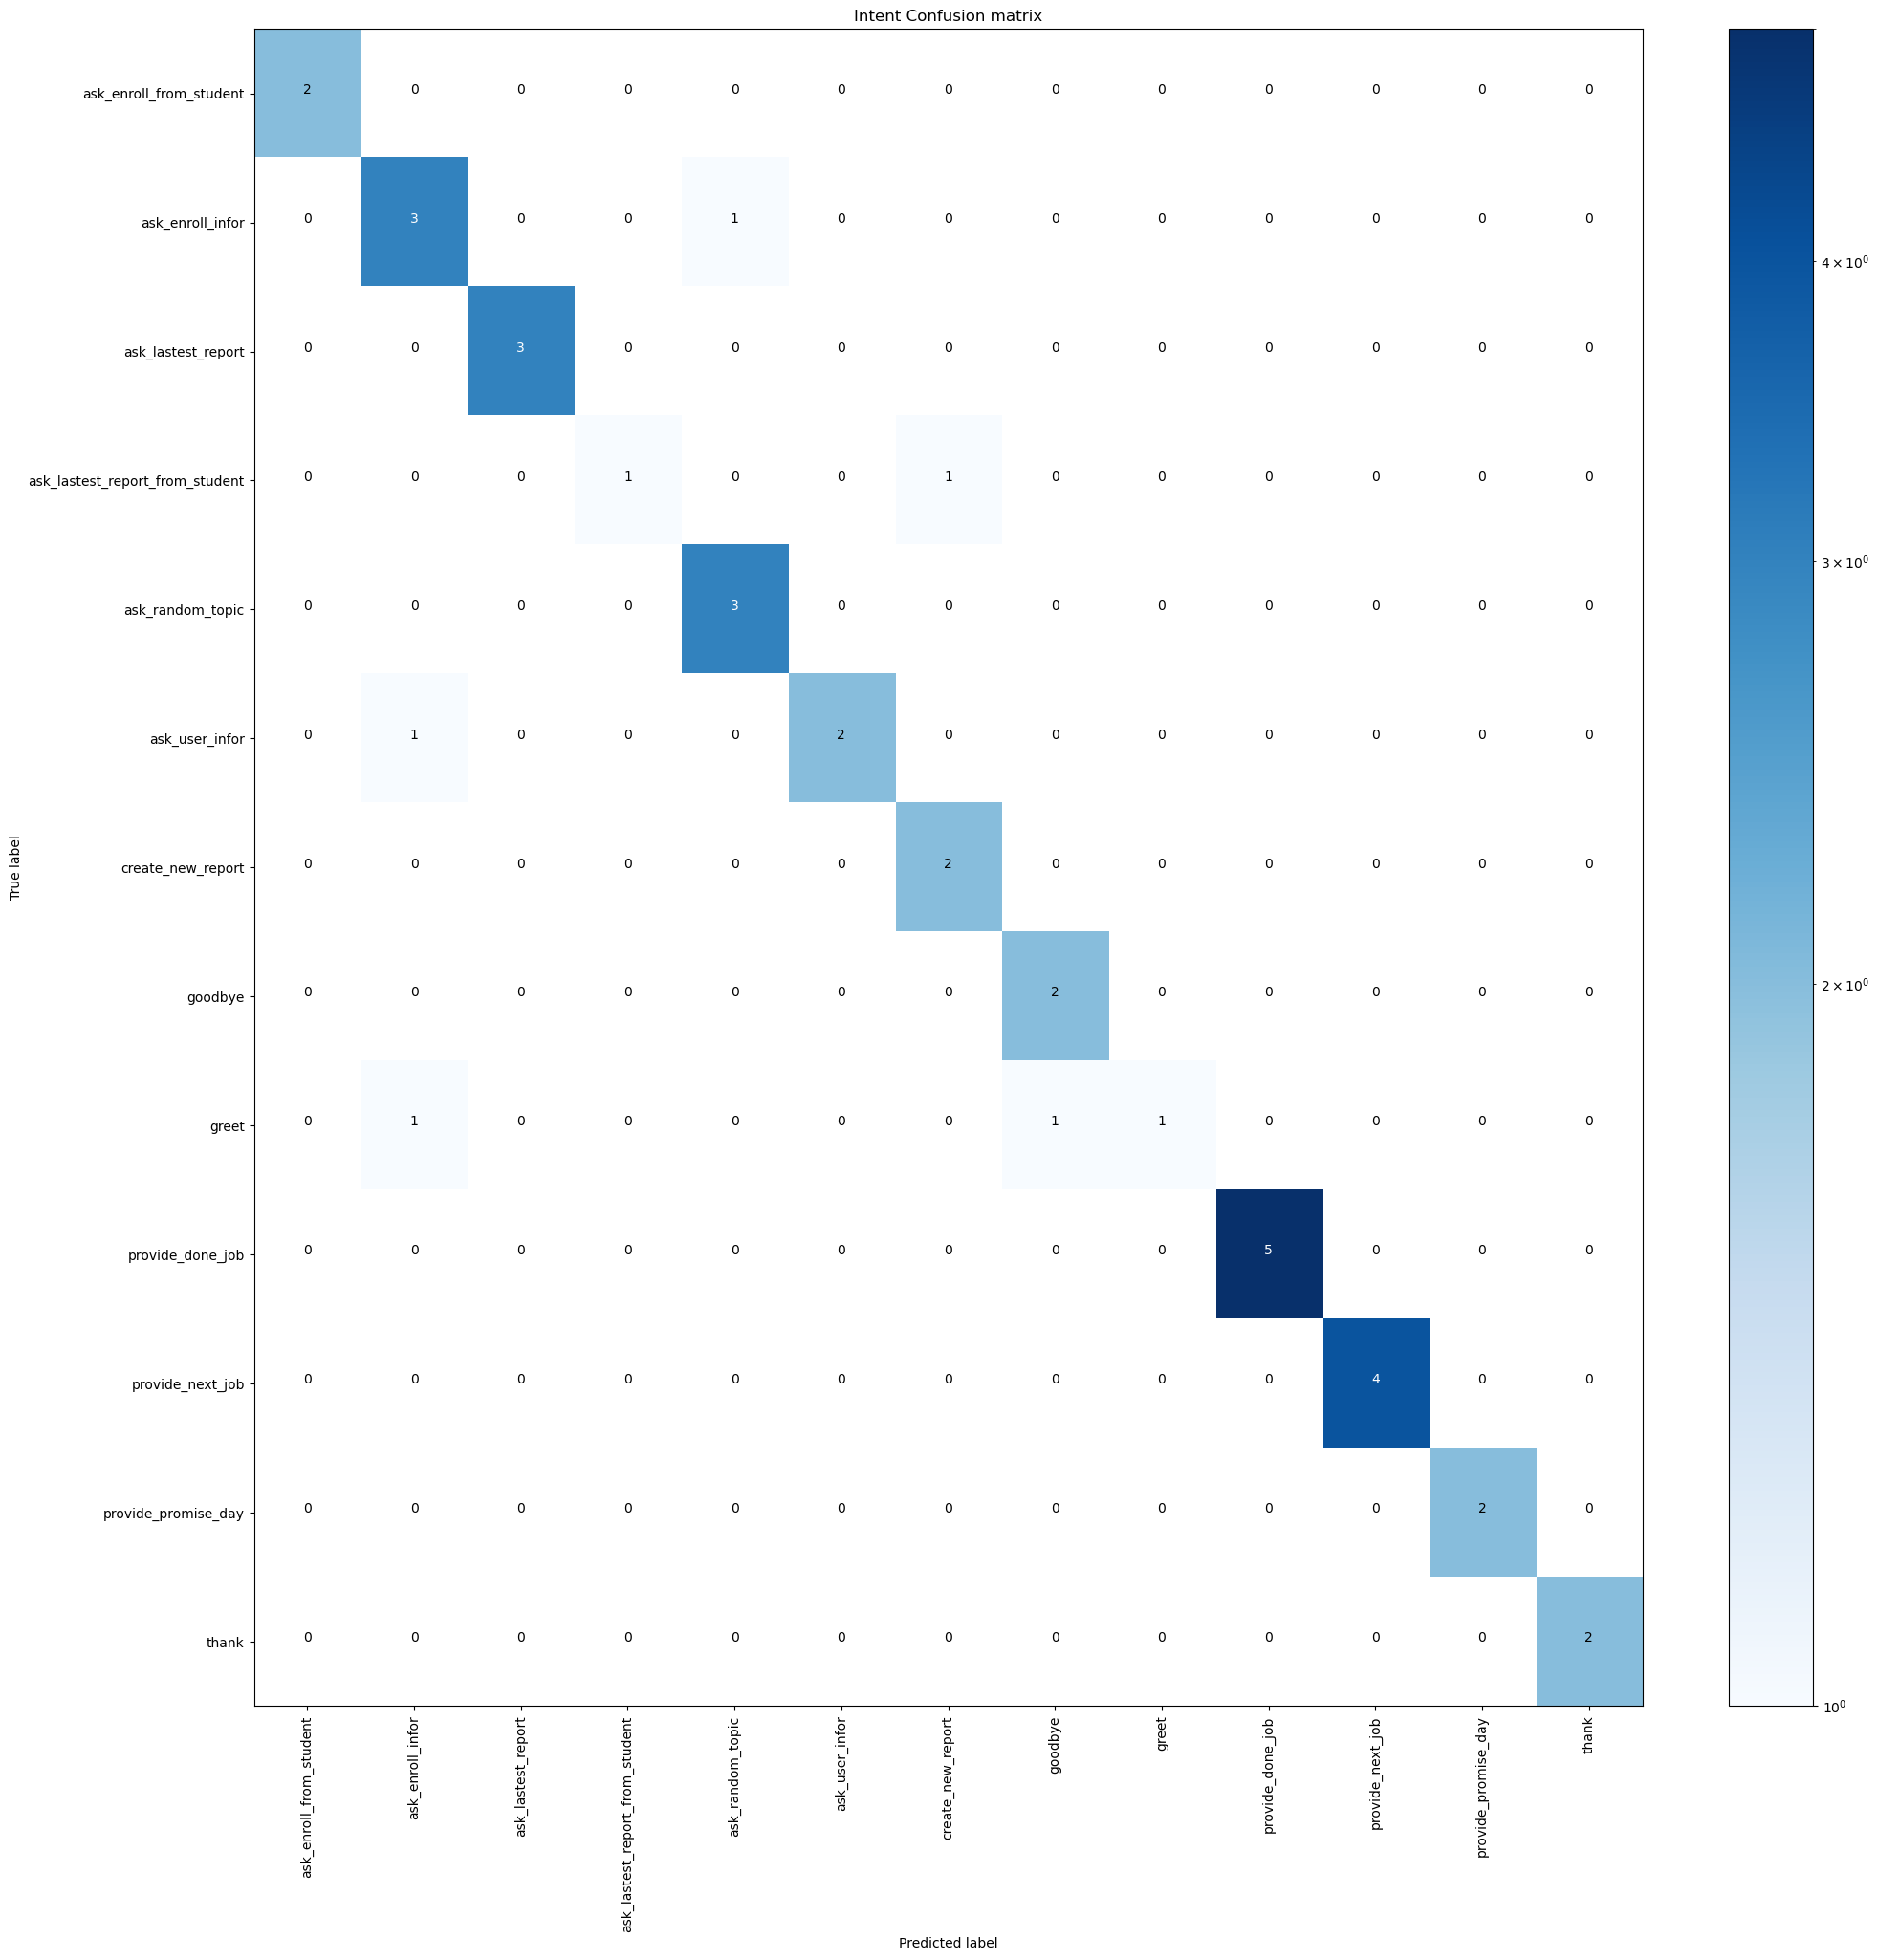 Intent Confusion matrix
True label
ask_enroll_from_student 2 0 0 0 0 0 0 0 0 0 0 0 0
ask_enroll_infor 0 3 0 0 1 0 0 0 0 0 0 0 0
ask_lastest_report 0 0 3 0 0 0 0 0 0 0 0 0 0
ask_lastest_report_from_student 0 0 0 1 0 0 1 0 0 0 0 0 0
ask_random_topic 0 0 0 0 3 0 0 0 0 0 0 0 0
ask_user_infor 0 1 0 0 0 2 0 0 0 0 0 0 0
create_new_report 0 0 0 0 0 0 2 0 0 0 0 0 0
goodbye 0 0 0 0 0 0 0 2 0 0 0 0 0
greet 0 1 0 0 0 0 0 1 1 0 0 0 0
provide_done_job 0 0 0 0 0 0 0 0 0 5 0 0 0
provide_next_job 0 0 0 0 0 0 0 0 0 0 4 0 0
provide_promise_day 0 0 0 0 0 0 0 0 0 0 0 2 0
thank 0 0 0 0 0 0 0 0 0 0 0 0 2
ask_enroll_from_student
ask_enroll_infor
ask_lastest_report
ask_lastest_report_from_student
ask_random_topic
ask_user_infor
create_new_report
goodbye
greet
provide_done_job
provide_next_job
provide_promise_day
thank
Predicted label
4 × 10⁰
3 × 10⁰
2 × 10⁰
10⁰